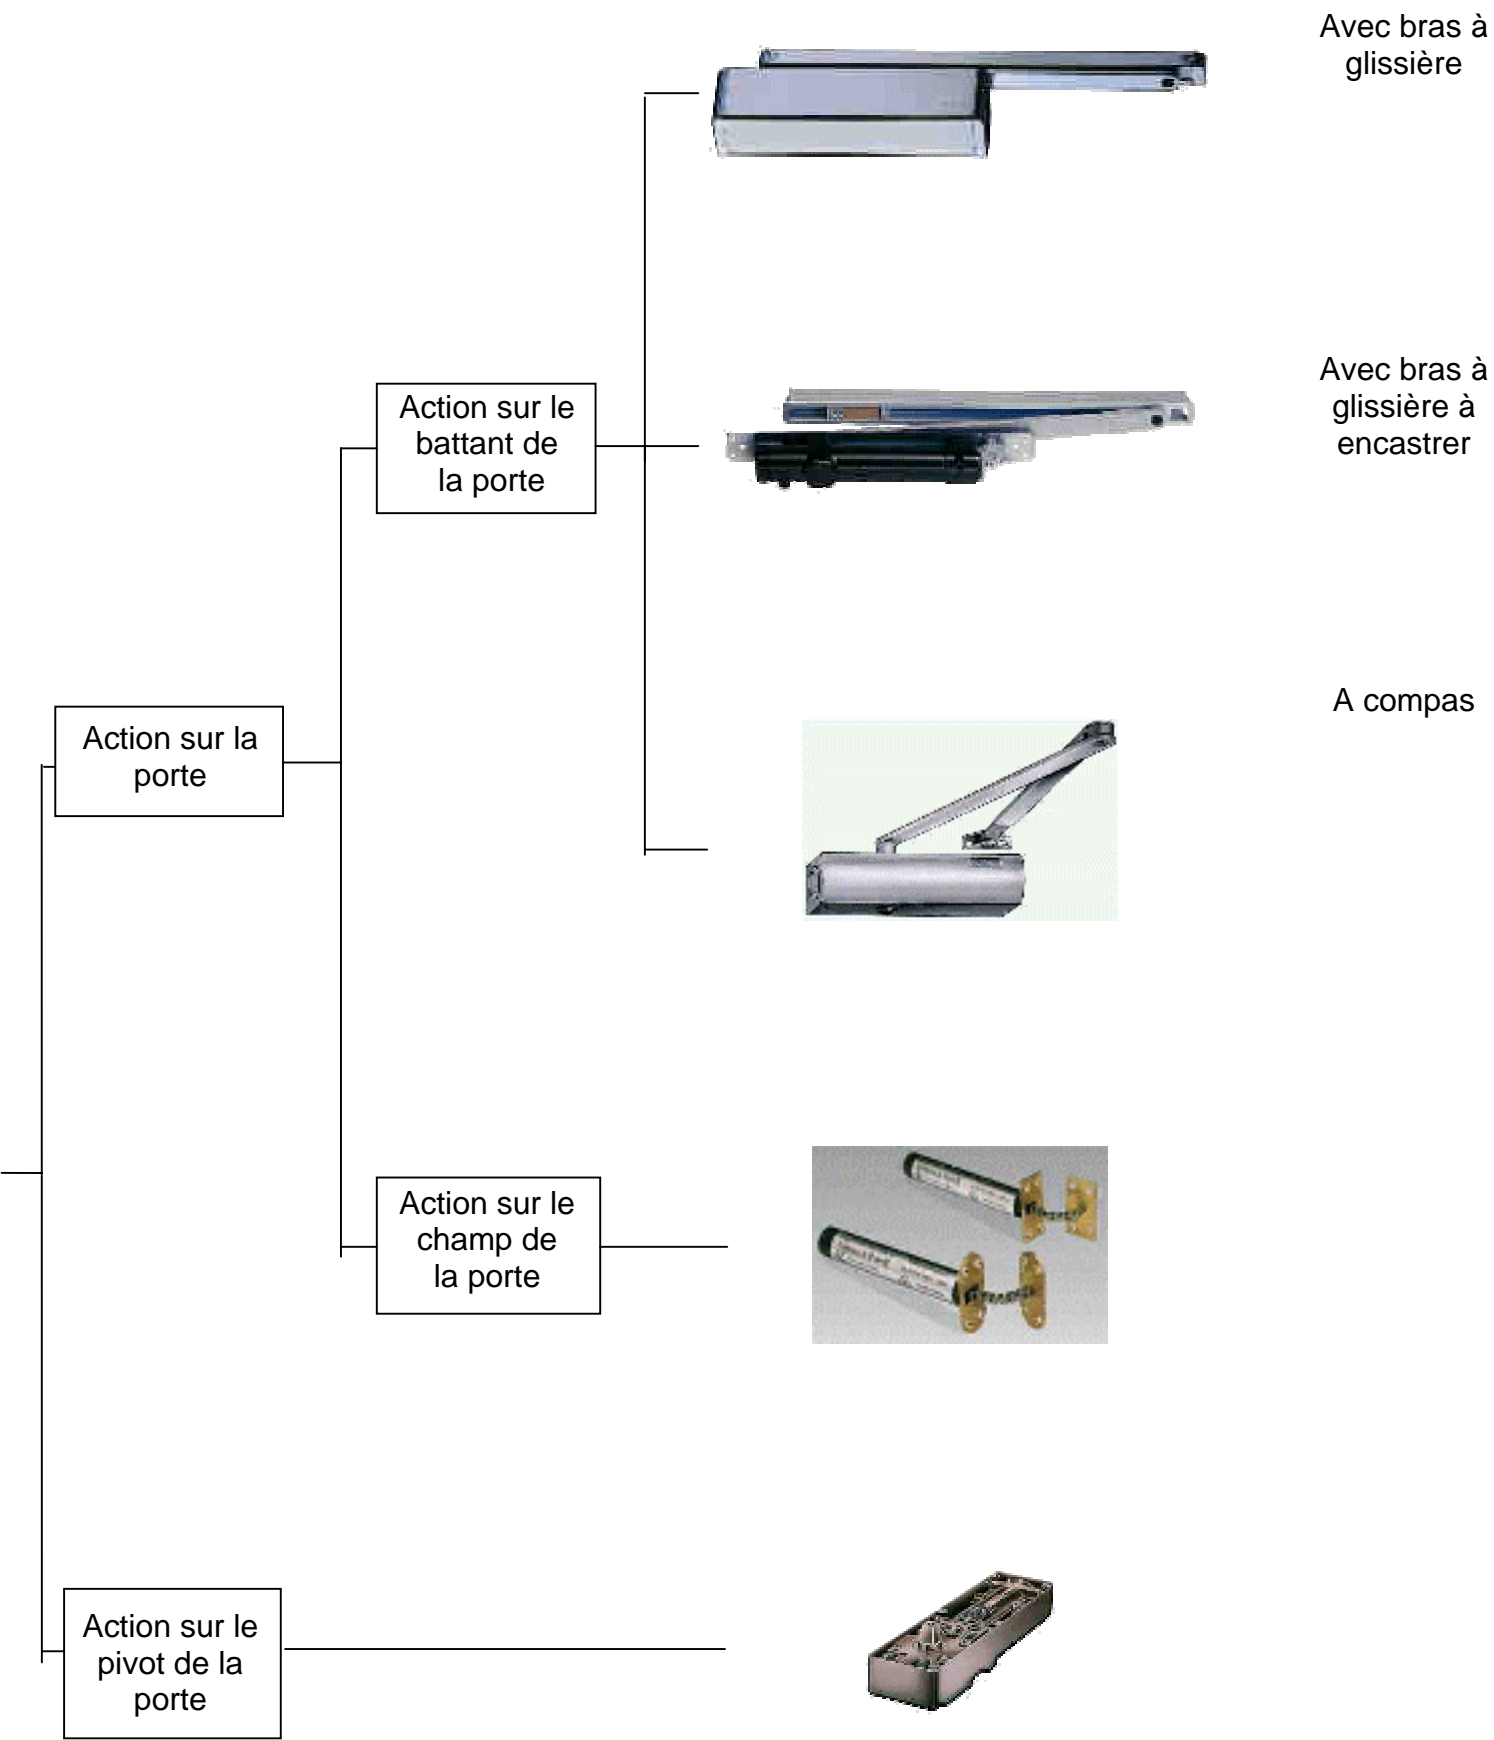 Avec bras à
glissière
Avec bras à
glissière à
encastrer
Action sur le
battant de
la porte
A compas
Action sur la
porte
Action sur le
champ de
la porte
Action sur le
pivot de la
porte